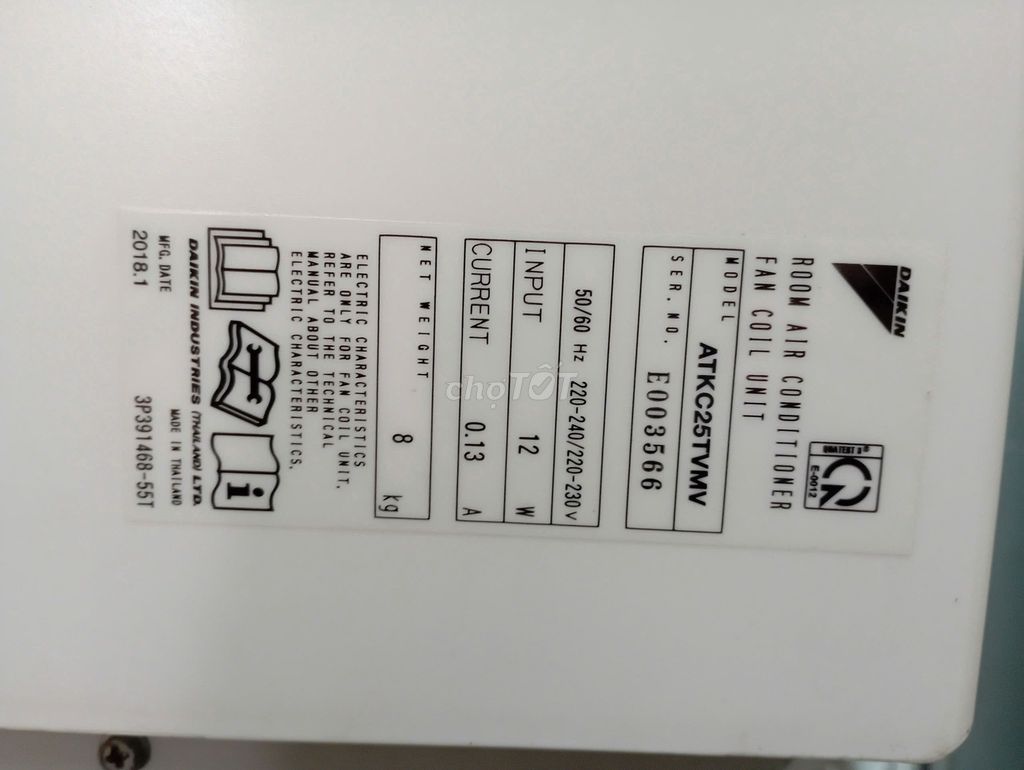 DAIKIN
ROOM AIR CONDITIONER
FAN COIL UNIT
QUATEST 3 ®
E-0012
MODEL ATKC25TVMV
SER.NO. E003566
50/60 Hz 220-240/220-230 V
INPUT 12 W
CURRENT 0.13 A
NET WEIGHT 8 kg
ELECTRIC CHARACTERISTICS
ARE ONLY FOR FAN COIL UNIT.
REFER TO THE TECHNICAL
MANUAL ABOUT OTHER
ELECTRIC CHARACTERISTICS.
DAIKIN INDUSTRIES (THAILAND) LTD.
MFG.DATE MADE IN THAILAND
2018.1 3P391468-55T
chợTỐT